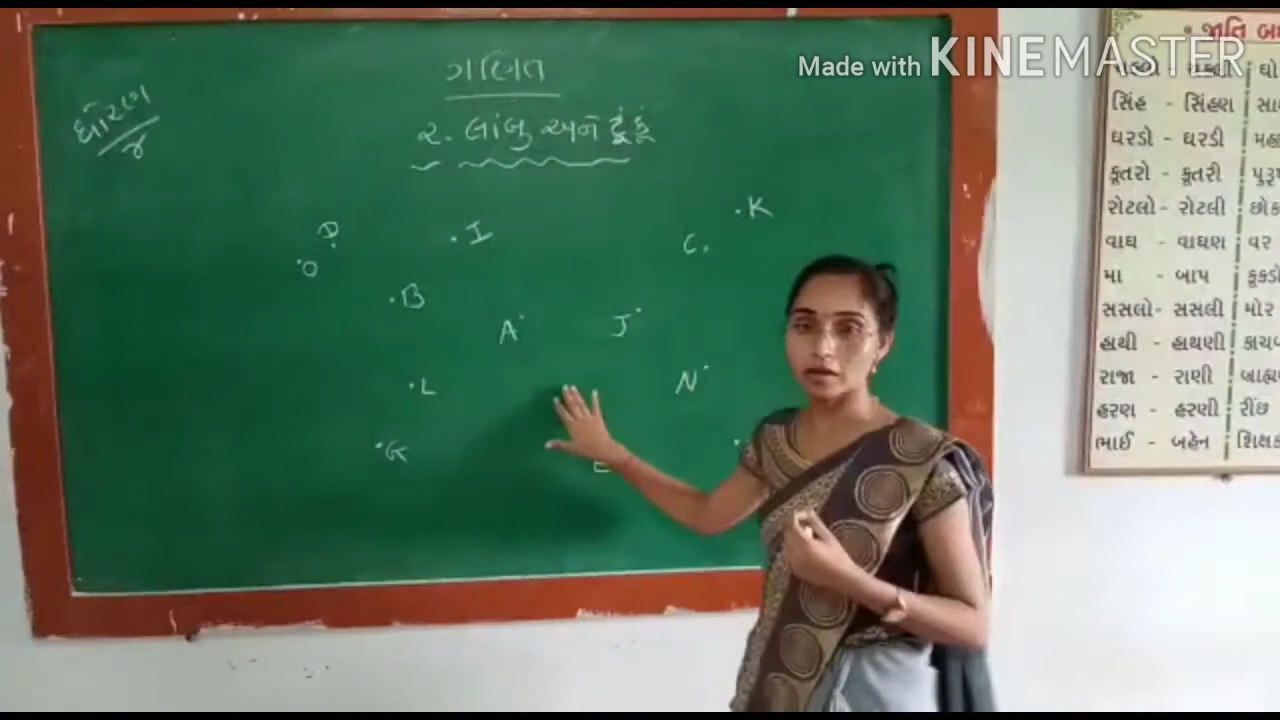 Made with KINEMASTER
ધોરણ
૪
ગણિત
૨. લાંબુ અને ટૂંકું
K
D
I
C
O
B
A
J
L
N
G
E
• જાતિ
સિંહ - સિંહણ
ઘરડો - ઘરડી
કૂતરો - કૂતરી
રોટલો - રોટલી
વાઘ - વાઘણ વર
મા - બાપ
સસલો - સસલી મોર
હાથી - હાથણી
રાજા - રાણી
હરણ - હરણી રીંછ
ભાઈ - બહેન